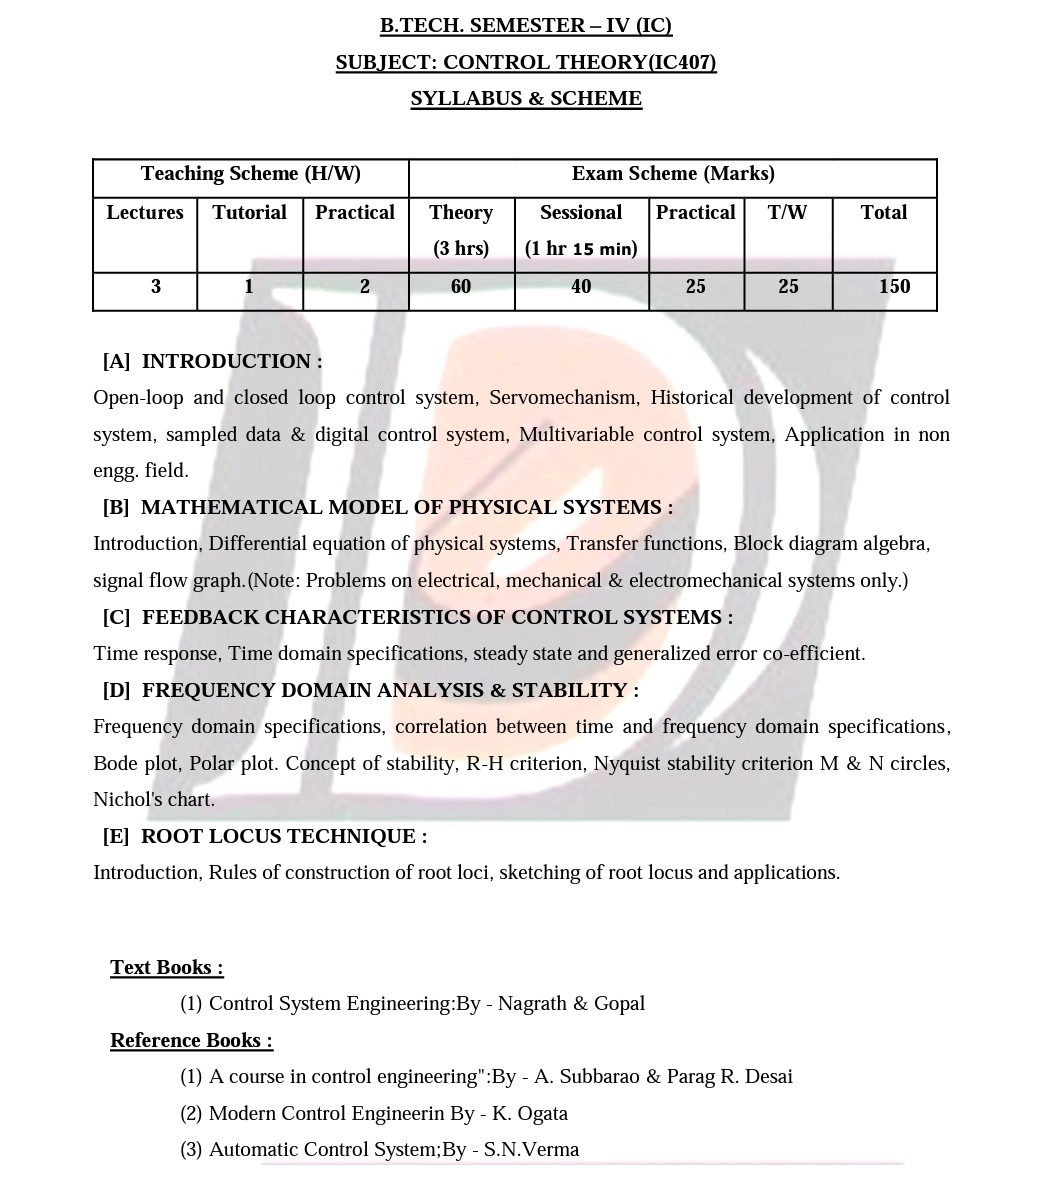 B.TECH. SEMESTER – IV (IC)
SUBJECT: CONTROL THEORY(IC407)
SYLLABUS & SCHEME
Teaching Scheme (H/W) Exam Scheme (Marks)
Lectures Tutorial Practical Theory Sessional Practical T/W Total
(3 hrs) (1 hr 15 min)
3 1 2 60 40 25 25 150
[A] INTRODUCTION :
Open-loop and closed loop control system, Servomechanism, Historical development of control
system, sampled data & digital control system, Multivariable control system, Application in non
engg. field.
[B] MATHEMATICAL MODEL OF PHYSICAL SYSTEMS :
Introduction, Differential equation of physical systems, Transfer functions, Block diagram algebra,
signal flow graph.(Note: Problems on electrical, mechanical & electromechanical systems only.)
[C] FEEDBACK CHARACTERISTICS OF CONTROL SYSTEMS :
Time response, Time domain specifications, steady state and generalized error co-efficient.
[D] FREQUENCY DOMAIN ANALYSIS & STABILITY :
Frequency domain specifications, correlation between time and frequency domain specifications,
Bode plot, Polar plot. Concept of stability, R-H criterion, Nyquist stability criterion M & N circles,
Nichol's chart.
[E] ROOT LOCUS TECHNIQUE :
Introduction, Rules of construction of root loci, sketching of root locus and applications.
Text Books :
(1) Control System Engineering:By - Nagrath & Gopal
Reference Books :
(1) A course in control engineering":By - A. Subbarao & Parag R. Desai
(2) Modern Control Engineerin By - K. Ogata
(3) Automatic Control System;By - S.N.Verma